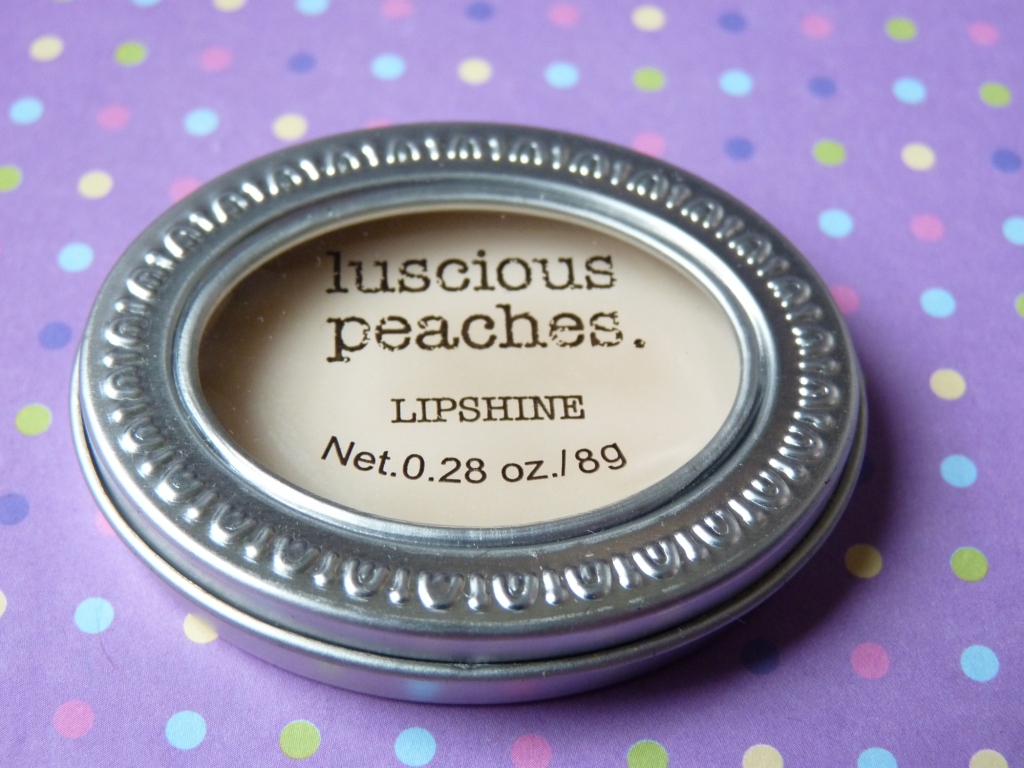 luscious
peaches.
LIPSHINE
Net.0.28 oz./8g